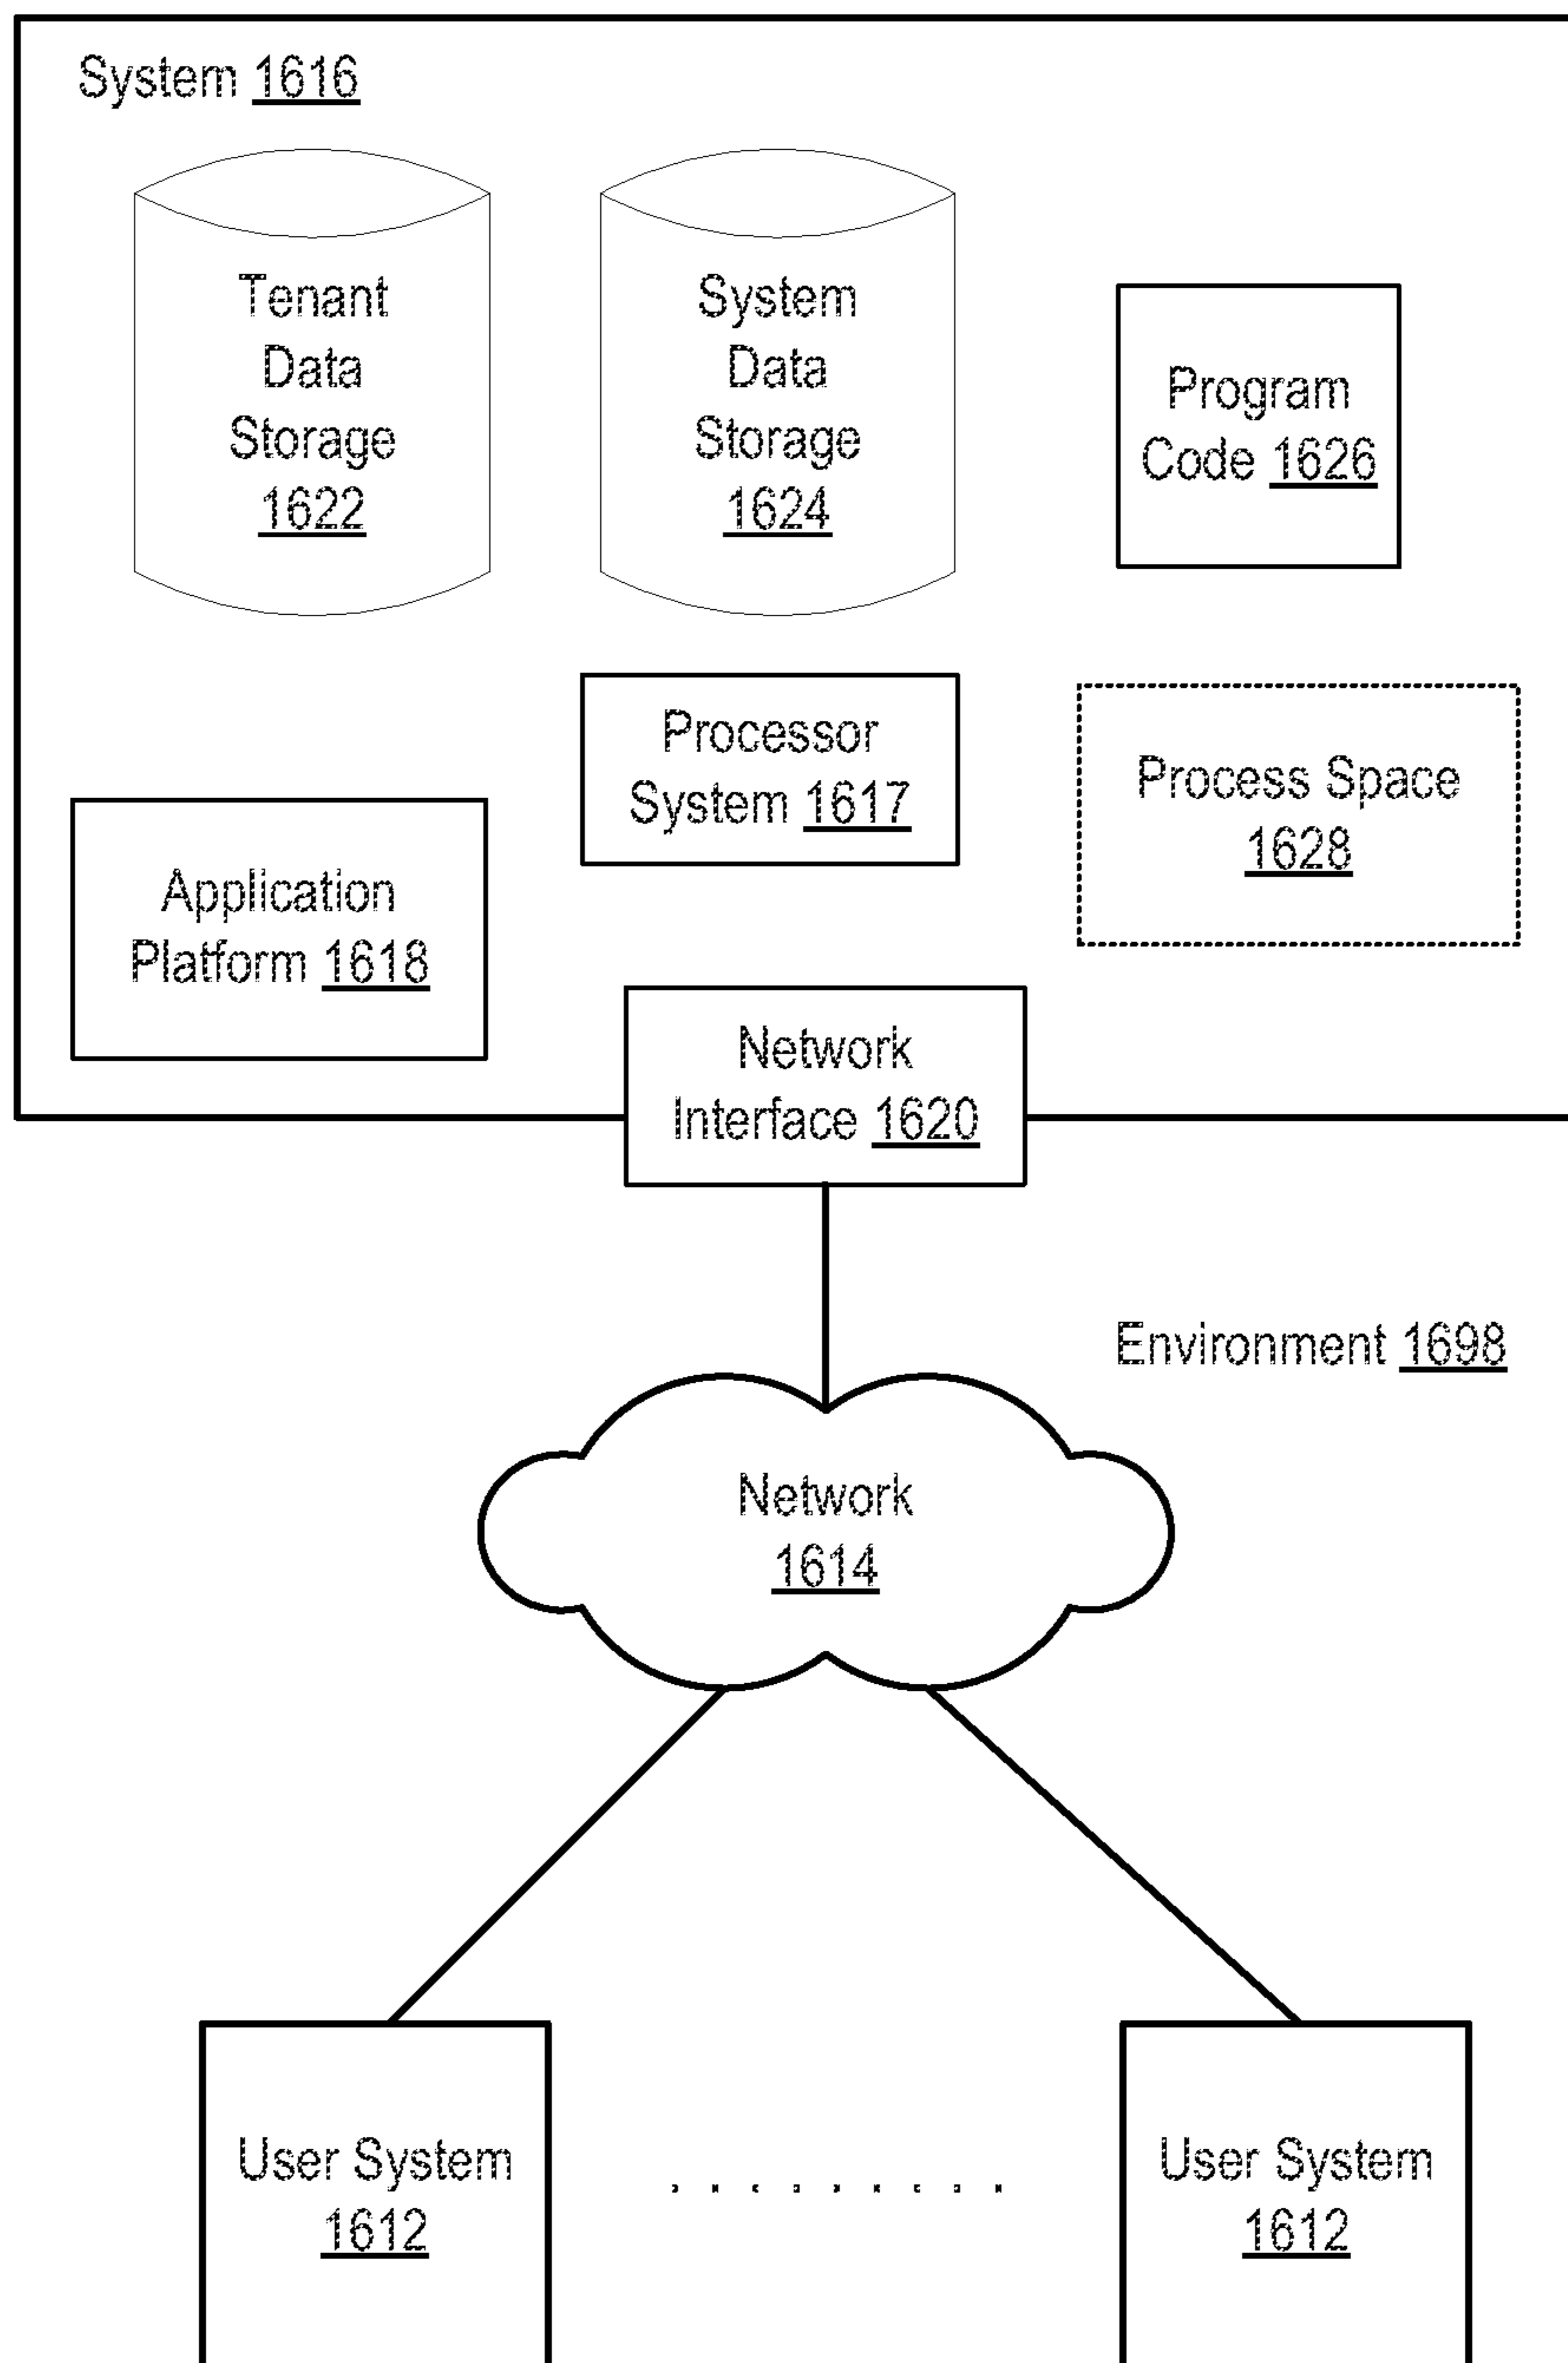 System 1616
Tenant
Data
Storage
1622
System
Data
Storage
1624
Program
Code 1626
Processor
System 1617
Process Space
1628
Application
Platform 1618
Network
Interface 1620
Environment 1698
Network
1614
User System
1612
User System
1612